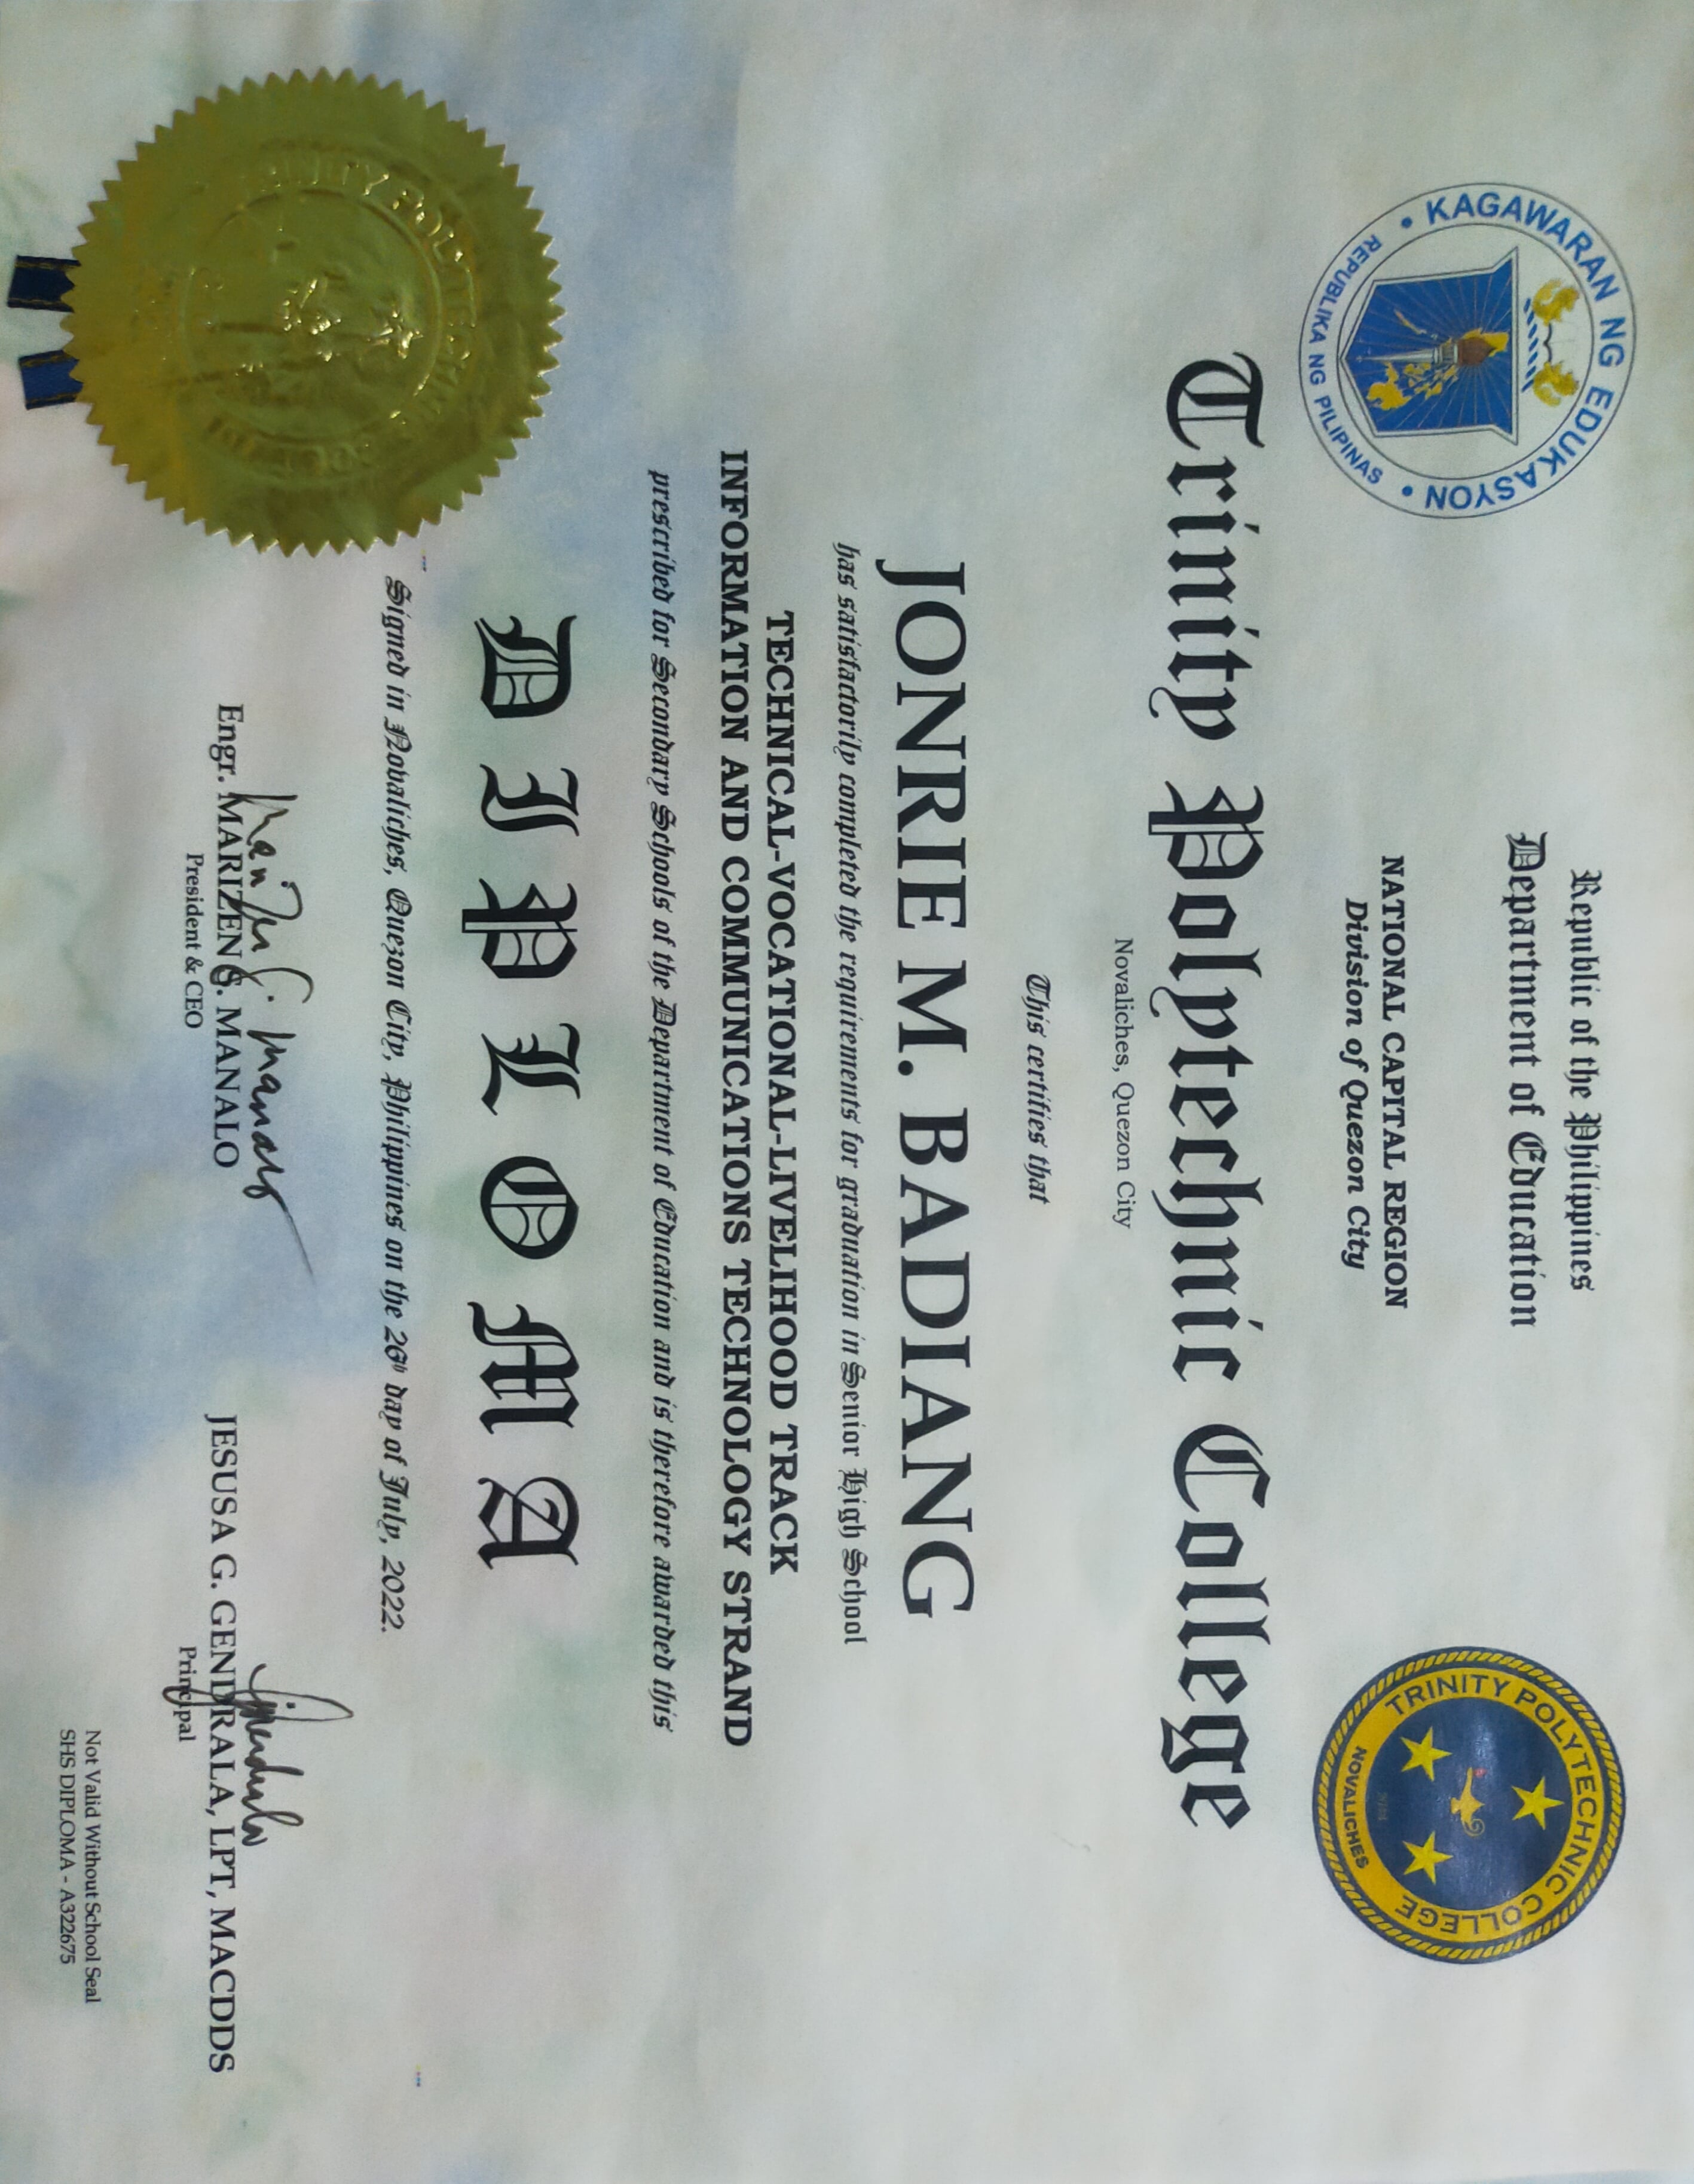 KAGAWARAN NG EDUKASYON
REPUBLIKA NG PILIPINAS
Republic of the Philippines
Department of Education
TRINITY POLYTECHNIC COLLEGE
NOVALICHES
NATIONAL CAPITAL REGION
Division of Quezon City
Trinity Polytechnic College
Novaliches, Quezon City
This certifies that
JONRIE M. BADIANG
has satisfactorily completed the requirements for graduation in Senior High School
TECHNICAL-VOCATIONAL-LIVELIHOOD TRACK
INFORMATION AND COMMUNICATIONS TECHNOLOGY STRAND
prescribed for Secondary Schools of the Department of Education and is therefore awarded this
DIPLOMA
Signed in Novaliches, Quezon City, Philippines on the 26th day of July, 2022.
Marizen S. Manalo
Engr. MARIZEN S. MANALO
President & CEO
JESUSA G. GENDRALA, LPT, MACDDS
Principal
Not Valid Without School Seal
SHS DIPLOMA - A322675